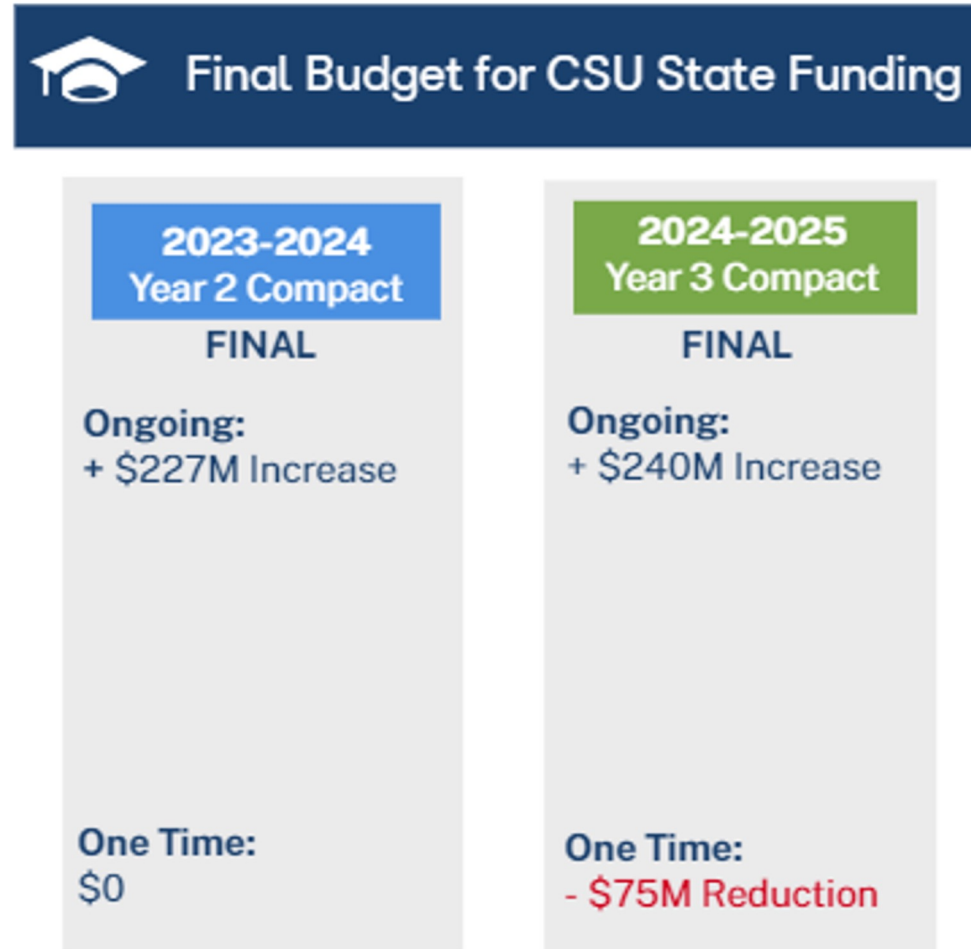 Final Budget for CSU State Funding
2023-2024
Year 2 Compact
FINAL
Ongoing:
+ $227M Increase
One Time:
$0
2024-2025
Year 3 Compact
FINAL
Ongoing:
+ $240M Increase
One Time:
- $75M Reduction